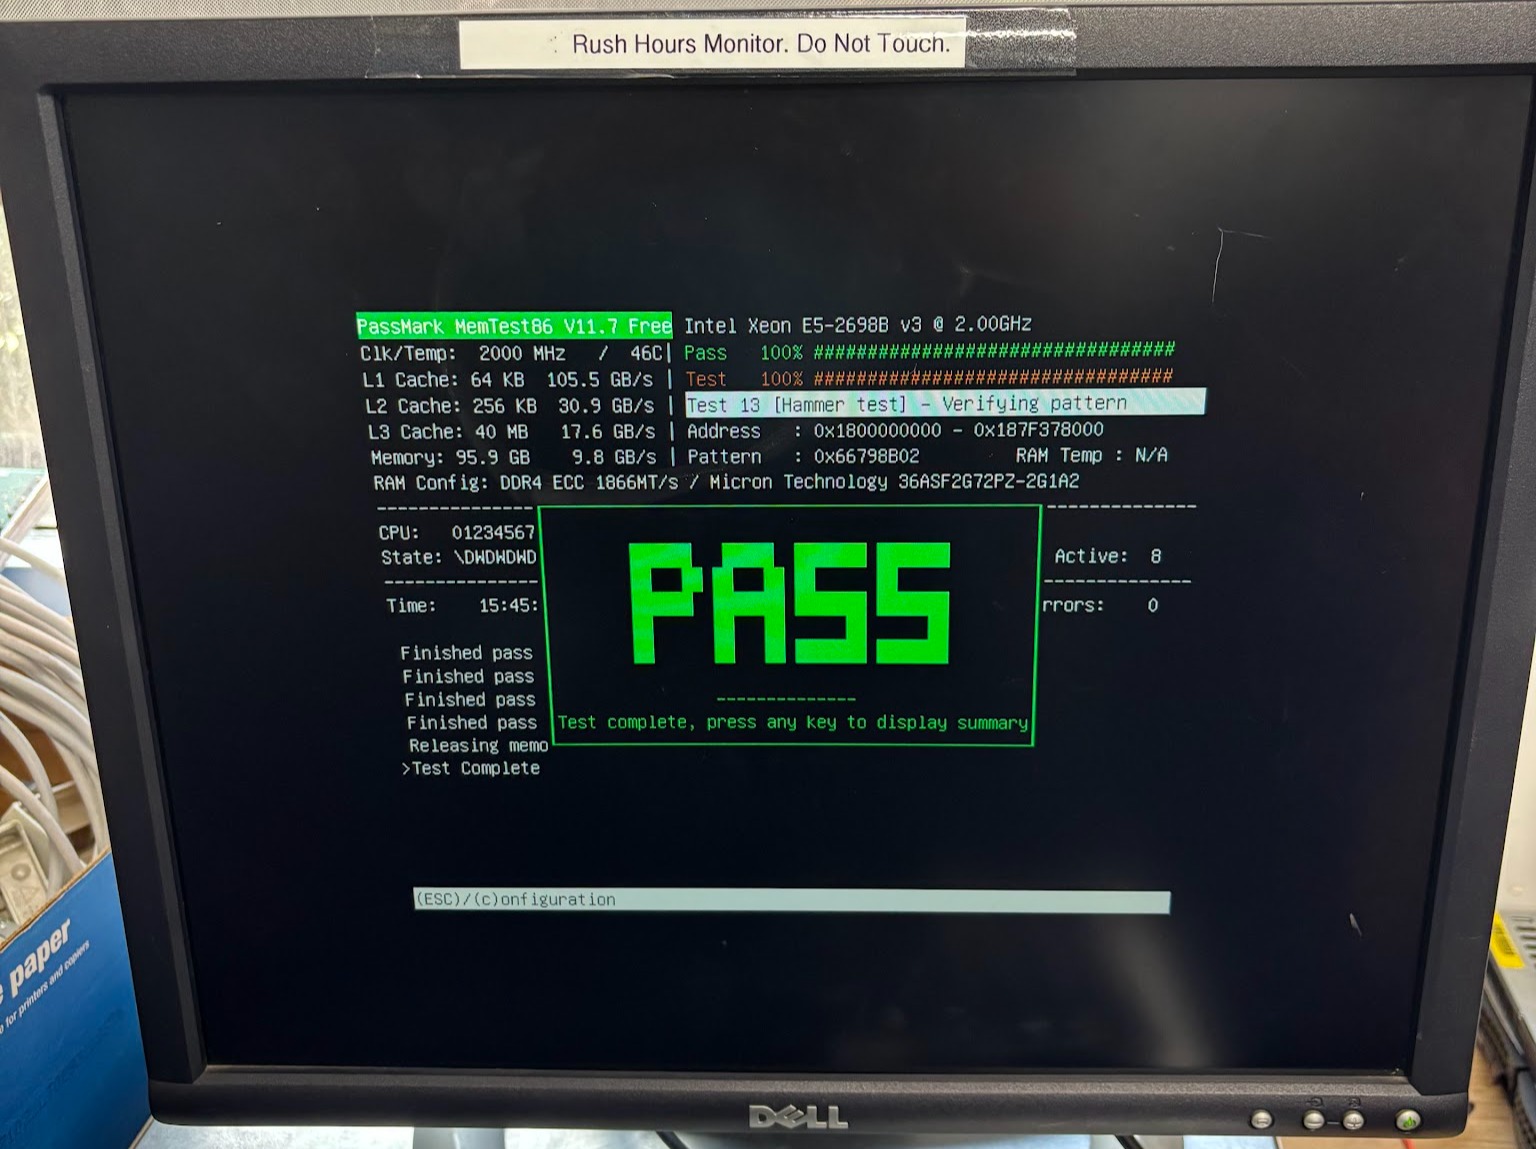 Rush Hours Monitor. Do Not Touch.
PassMark MemTest86 V11.7 Free Intel Xeon E5-2698B v3 @ 2.00GHz
Clk/Temp: 2000 MHz / 46C| Pass 100% ##################################
L1 Cache: 64 KB 105.5 GB/s | Test 100% ##################################
L2 Cache: 256 KB 30.9 GB/s | Test 13 [Hammer test] - Verifying pattern
L3 Cache: 40 MB 17.6 GB/s | Address : 0x1800000000 - 0x187F378000
Memory: 95.9 GB 9.8 GB/s | Pattern : 0x66798B02 RAM Temp : N/A
RAM Config: DDR4 ECC 1866MT/s / Micron Technology 36ASF2G72PZ-2G1A2
CPU: 01234567
State: \DWDWDWD Active: 8
Time: 15:45: rrors: 0
PASS
Finished pass
Finished pass
Finished pass
Finished pass
Test complete, press any key to display summary
Releasing memo
>Test Complete
(ESC)/(c)onfiguration
DELL
paper
for printers and copiers